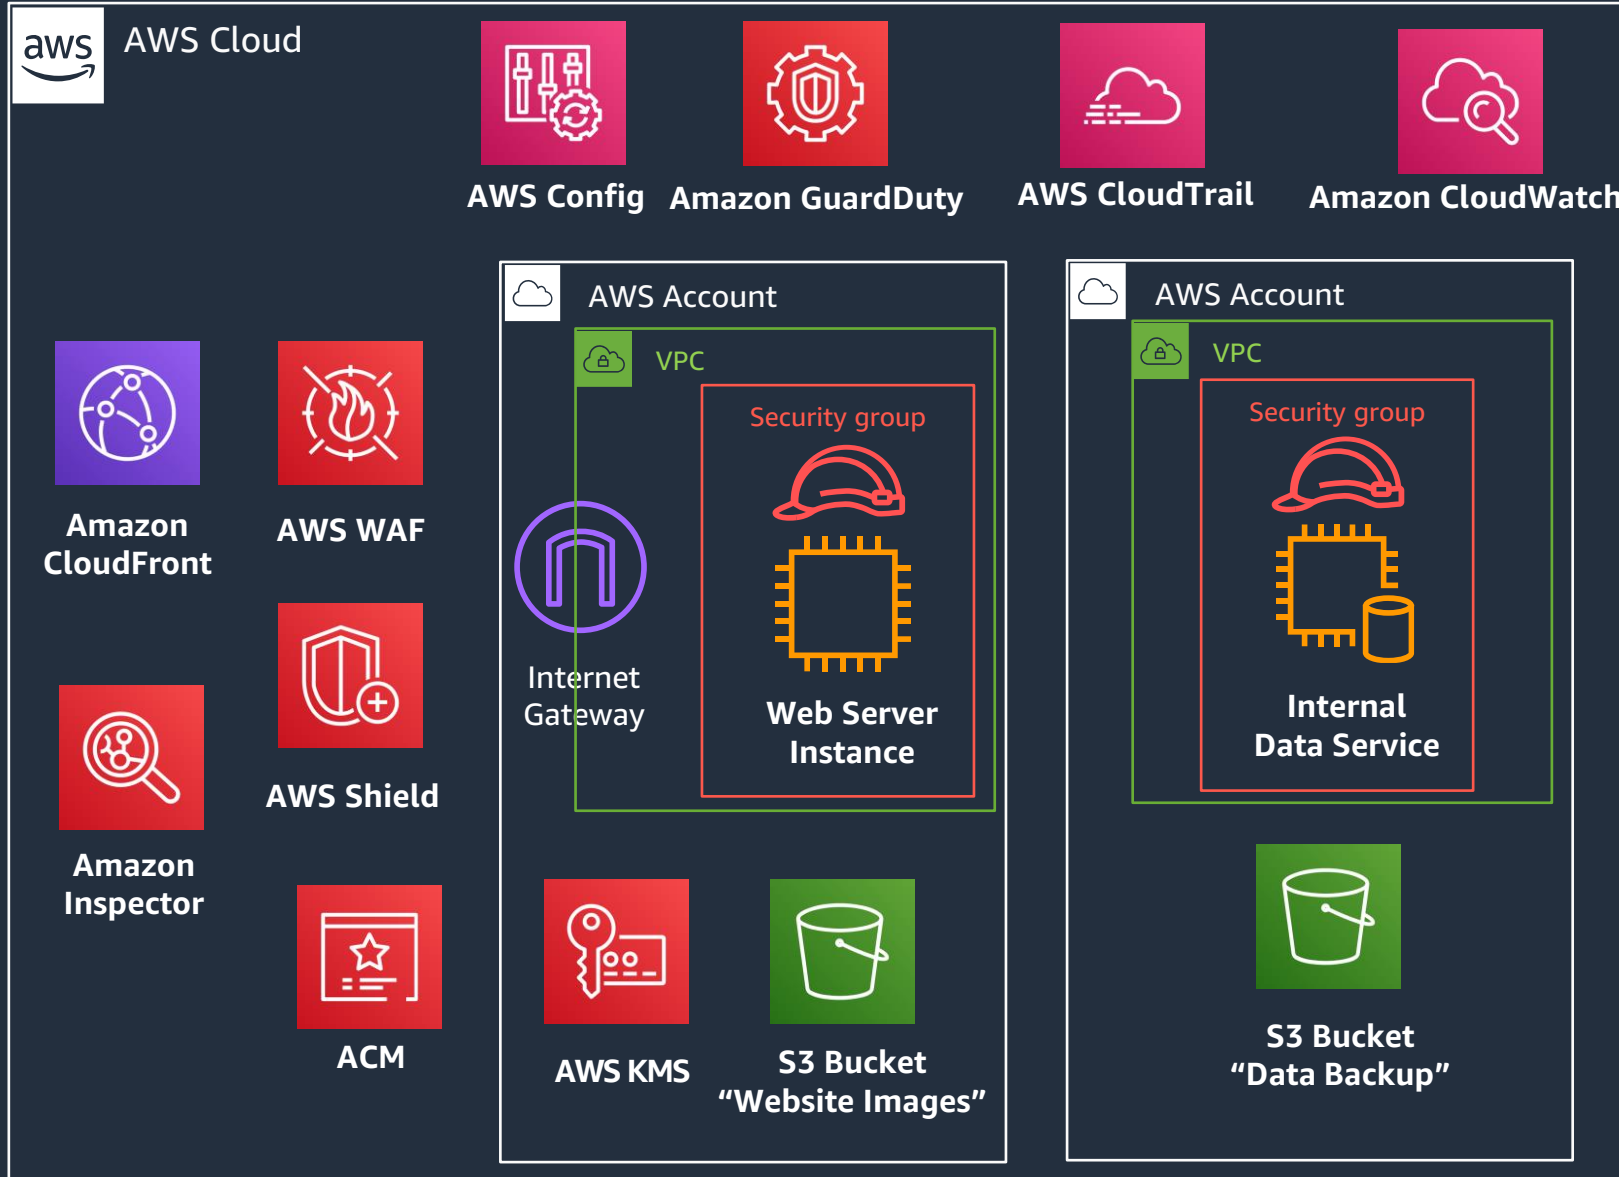 aws
AWS Cloud
AWS Config
Amazon GuardDuty
AWS CloudTrail
Amazon CloudWatch
AWS Account
AWS Account
VPC
VPC
Security group
Security group
Amazon
CloudFront
AWS WAF
Internet
Gateway
Web Server
Instance
Internal
Data Service
AWS Shield
Amazon
Inspector
ACM
AWS KMS
S3 Bucket
“Website Images”
S3 Bucket
“Data Backup”